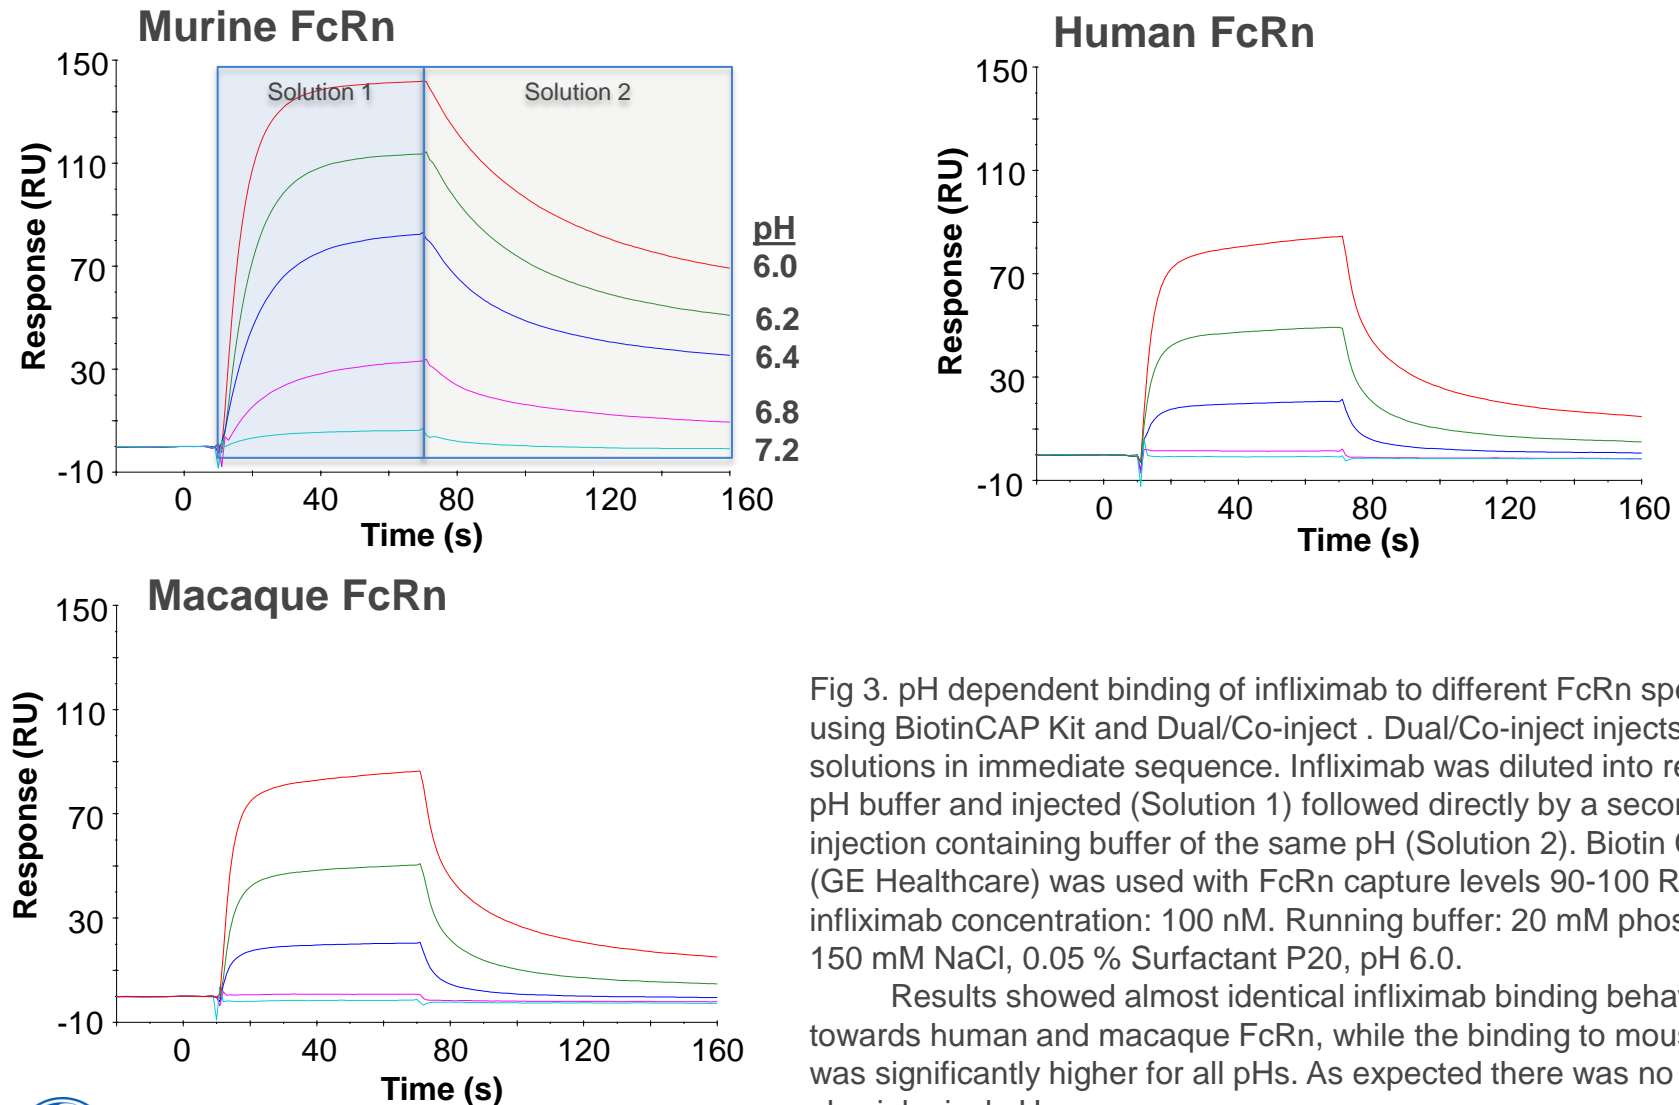 Murine FcRn
150
110
70
30
-10
Response (RU)
Solution 1
Solution 2
0
40
80
120
160
Time (s)
pH
6.0
6.2
6.4
6.8
7.2
Human FcRn
150
110
70
30
-10
Response (RU)
0
40
80
120
160
Time (s)
Macaque FcRn
150
110
70
30
-10
Response (RU)
0
40
80
120
160
Time (s)
Fig 3. pH dependent binding of infliximab to different FcRn
using BiotinCAP Kit and Dual/Co-inject . Dual/Co-inject injects
solutions in immediate sequence. Infliximab was diluted into
pH buffer and injected (Solution 1) followed directly by a
injection containing buffer of the same pH (Solution 2). Biotin
(GE Healthcare) was used with FcRn capture levels 90-100
infliximab concentration: 100 nM. Running buffer: 20 mM
150 mM NaCl, 0.05 % Surfactant P20, pH 6.0.
Results showed almost identical infliximab binding
towards human and macaque FcRn, while the binding to
was significantly higher for all pHs. As expected there was no